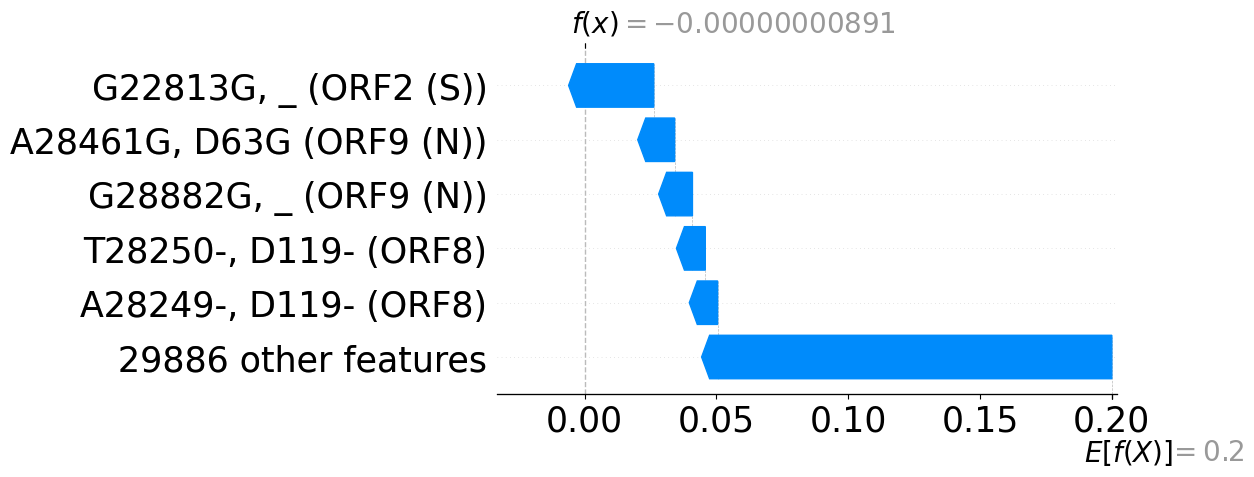 f(x) = −0.00000000891
G22813G, _ (ORF2 (S))
A28461G, D63G (ORF9 (N))
G28882G, _ (ORF9 (N))
T28250-, D119- (ORF8)
A28249-, D119- (ORF8)
29886 other features
0.00 0.05 0.10 0.15 0.20
E[f(X)] = 0.2